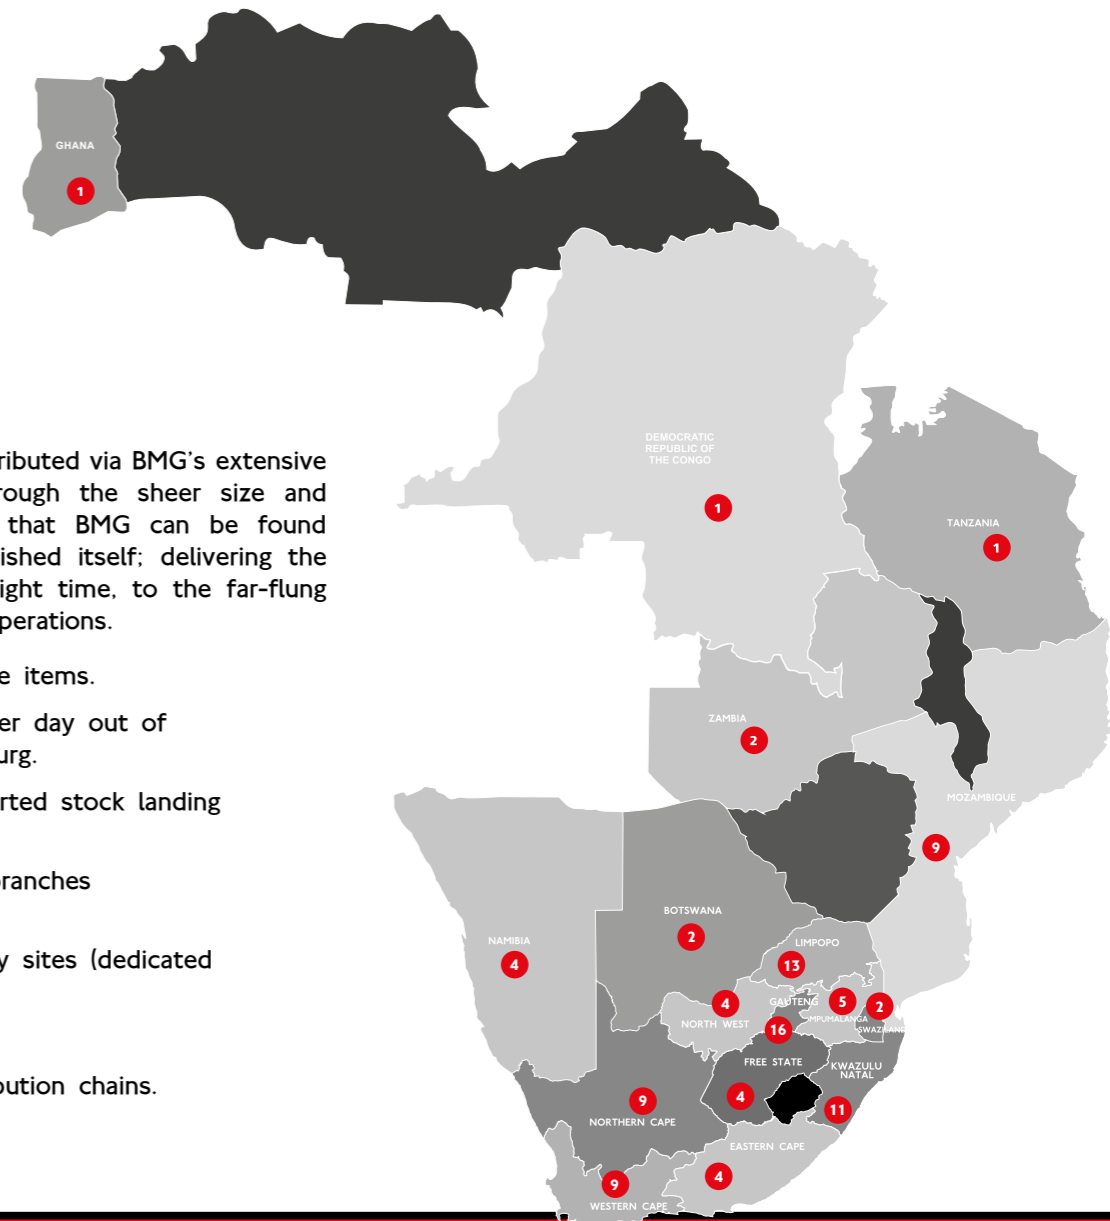 GHANA
1
DEMOCRATIC
REPUBLIC OF
THE CONGO
1
TANZANIA
1
ributed via BMG's extensive
rough the sheer size and
that BMG can be found
ished itself; delivering the
ight time, to the far-flung
perations.
e items.
er day out of
urg.
rted stock landing
ranches
y sites (dedicated
bution chains.
ZAMBIA
2
MOZAMBIQUE
9
BOTSWANA
2
NAMIBIA
4
LIMPOPO
13
NORTH WEST
4
GAUTENG
16
MPUMALANGA
5
SWAZILAND
2
FREE STATE
4
KWAZULU
NATAL
11
NORTHERN CAPE
9
EASTERN CAPE
4
WESTERN CAPE
9